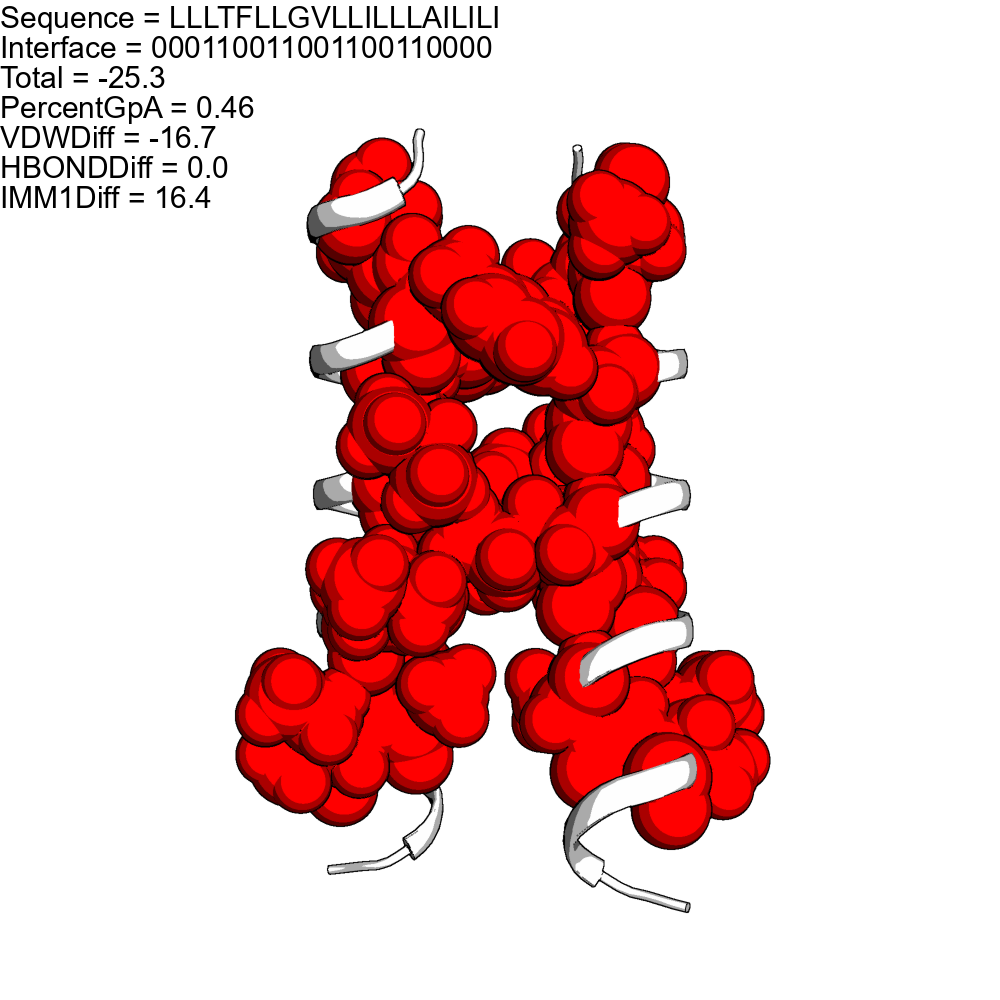 Sequence = LLLTFLLGVLLILLLAILILI
Interface = 000110011001100110000
Total = -25.3
PercentGpA = 0.46
VDWDiff = -16.7
HBONDDiff = 0.0
IMM1Diff = 16.4